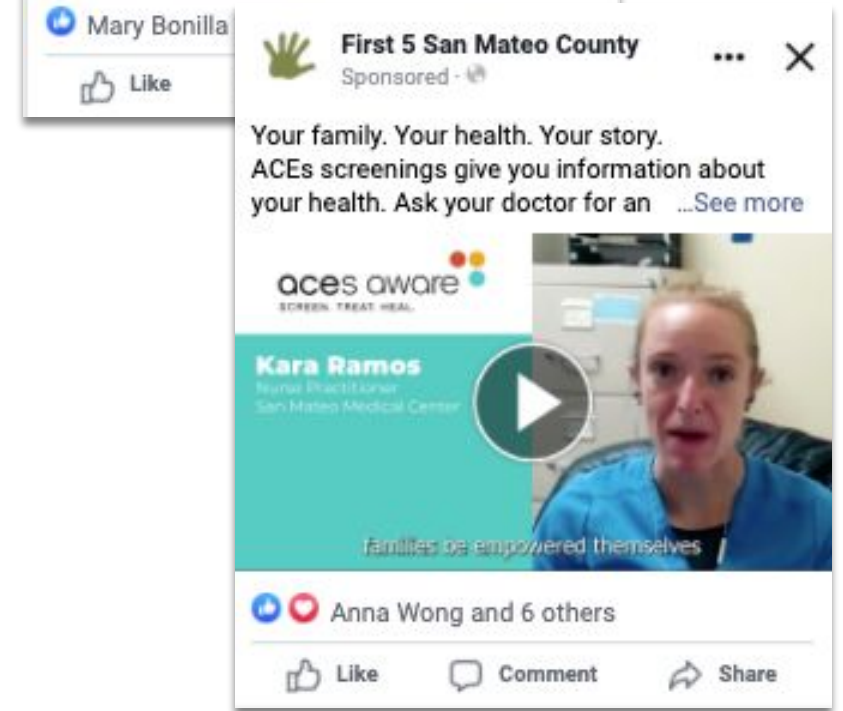 Mary Bonilla
Like
First 5 San Mateo County
Sponsored ·
Your family. Your health. Your story.
ACEs screenings give you information about
your health. Ask your doctor for an ...See more
aces aware
SCREEN. TREAT. HEAL.
Kara Ramos
Nurse Practitioner
San Mateo Medical Center
families be empowered themselves
Anna Wong and 6 others
Like Comment Share